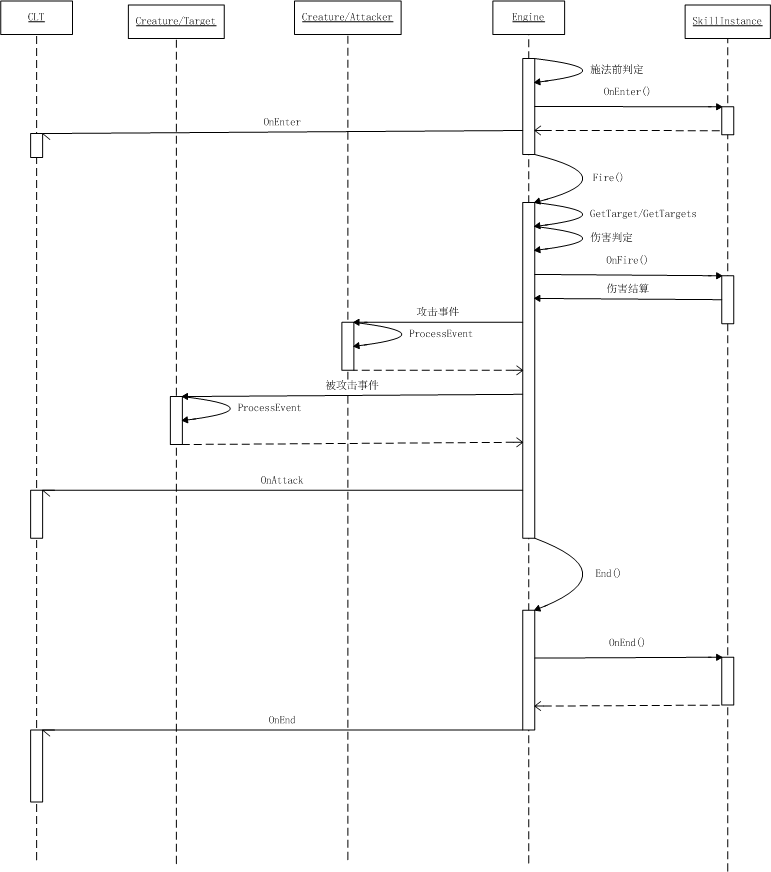 CLT
Creature/Target
Creature/Attacker
Engine
SkillInstance
施法前判定
OnEnter()
OnEnter
Fire()
GetTarget/GetTargets
伤害判定
OnFire()
伤害结算
攻击事件
ProcessEvent
被攻击事件
ProcessEvent
OnAttack
End()
OnEnd()
OnEnd